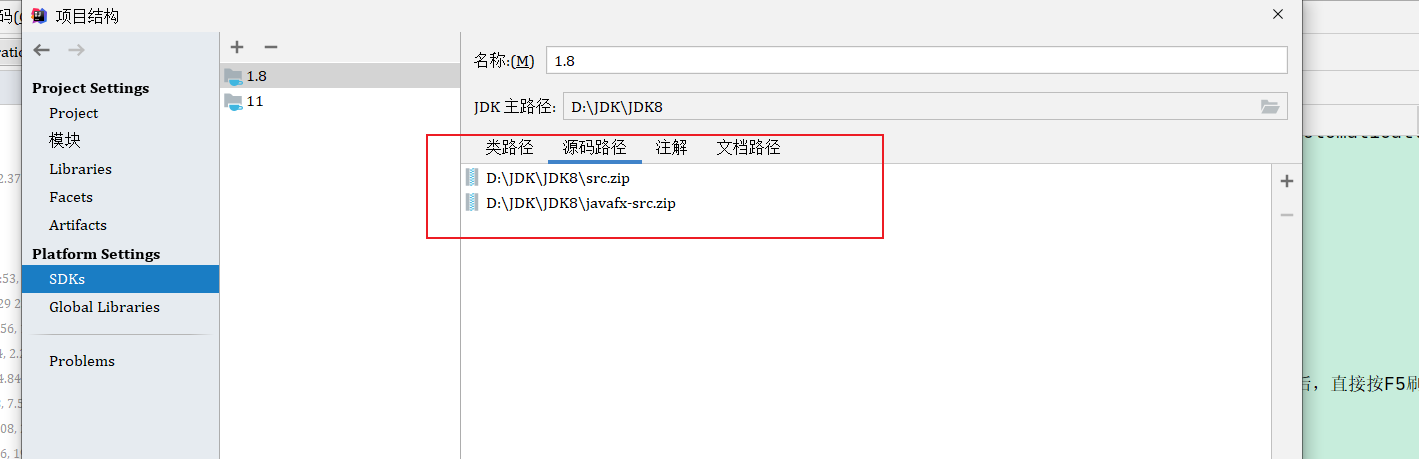 项目结构
Project Settings
Project
模块
Libraries
Facets
Artifacts
Platform Settings
SDKs
Global Libraries
Problems
1.8
11
名称:(M) 1.8
JDK 主路径: D:\JDK\JDK8
类路径 源码路径 注解 文档路径
D:\JDK\JDK8\src.zip
D:\JDK\JDK8\javafx-src.zip
后，直接按F5刷